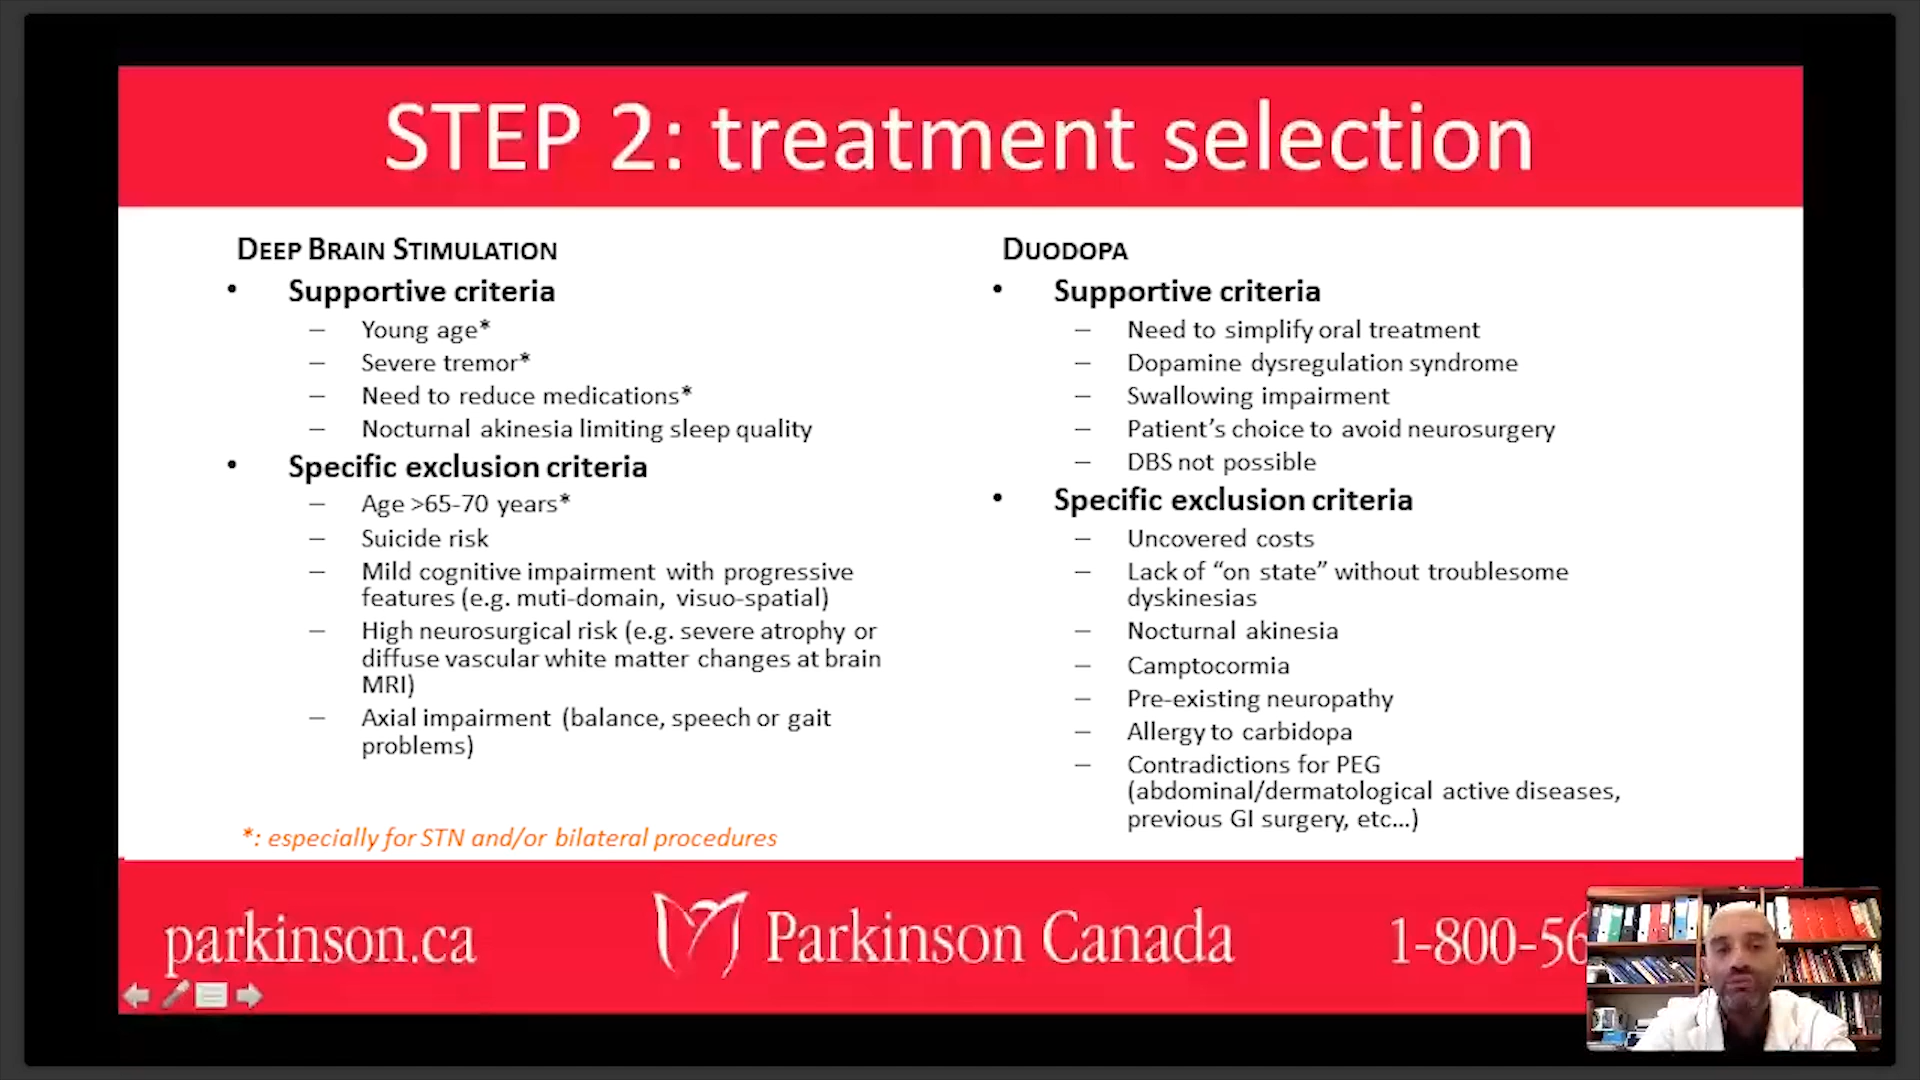 STEP 2: treatment selection
DEEP BRAIN STIMULATION
• Supportive criteria
– Young age*
– Severe tremor*
– Need to reduce medications*
– Nocturnal akinesia limiting sleep quality
• Specific exclusion criteria
– Age >65-70 years*
– Suicide risk
– Mild cognitive impairment with progressive
features (e.g. muti-domain, visuo-spatial)
– High neurosurgical risk (e.g. severe atrophy or
diffuse vascular white matter changes at brain
MRI)
– Axial impairment (balance, speech or gait
problems)
*: especially for STN and/or bilateral procedures
DUODOPA
• Supportive criteria
– Need to simplify oral treatment
– Dopamine dysregulation syndrome
– Swallowing impairment
– Patient’s choice to avoid neurosurgery
– DBS not possible
• Specific exclusion criteria
– Uncovered costs
– Lack of “on state” without troublesome
dyskinesias
– Nocturnal akinesia
– Camptocormia
– Pre-existing neuropathy
– Allergy to carbidopa
– Contradictions for PEG
(abdominal/dermatological active diseases,
previous GI surgery, etc...)
parkinson.ca
Parkinson Canada
1-800-56